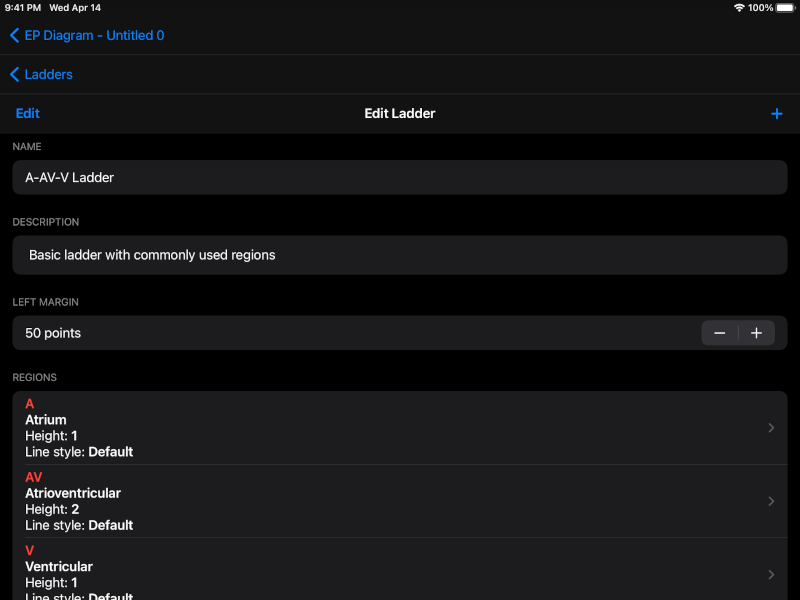 9:41 PM Wed Apr 14 100%
EP Diagram - Untitled 0
Ladders
Edit Edit Ladder +
NAME
A-AV-V Ladder
DESCRIPTION
Basic ladder with commonly used regions
LEFT MARGIN
50 points − +
REGIONS
A
Atrium
Height: 1
Line style: Default
AV
Atrioventricular
Height: 2
Line style: Default
V
Ventricular
Height: 1
Line style: Default